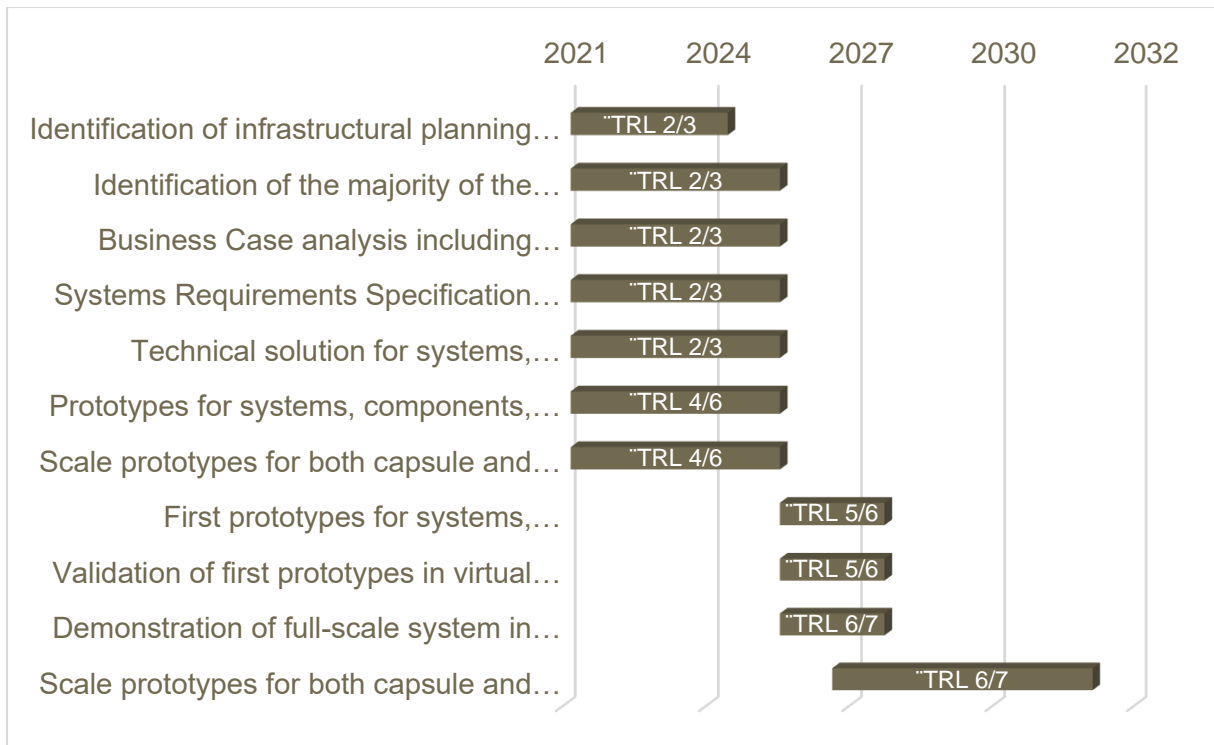 2021 2024 2027 2030 2032
Identification of infrastructural planning… ¨TRL 2/3
Identification of the majority of the… ¨TRL 2/3
Business Case analysis including… ¨TRL 2/3
Systems Requirements Specification… ¨TRL 2/3
Technical solution for systems,… ¨TRL 2/3
Prototypes for systems, components,… ¨TRL 4/6
Scale prototypes for both capsule and… ¨TRL 4/6
First prototypes for systems,… ¨TRL 5/6
Validation of first prototypes in virtual… ¨TRL 5/6
Demonstration of full-scale system in… ¨TRL 6/7
Scale prototypes for both capsule and… ¨TRL 6/7